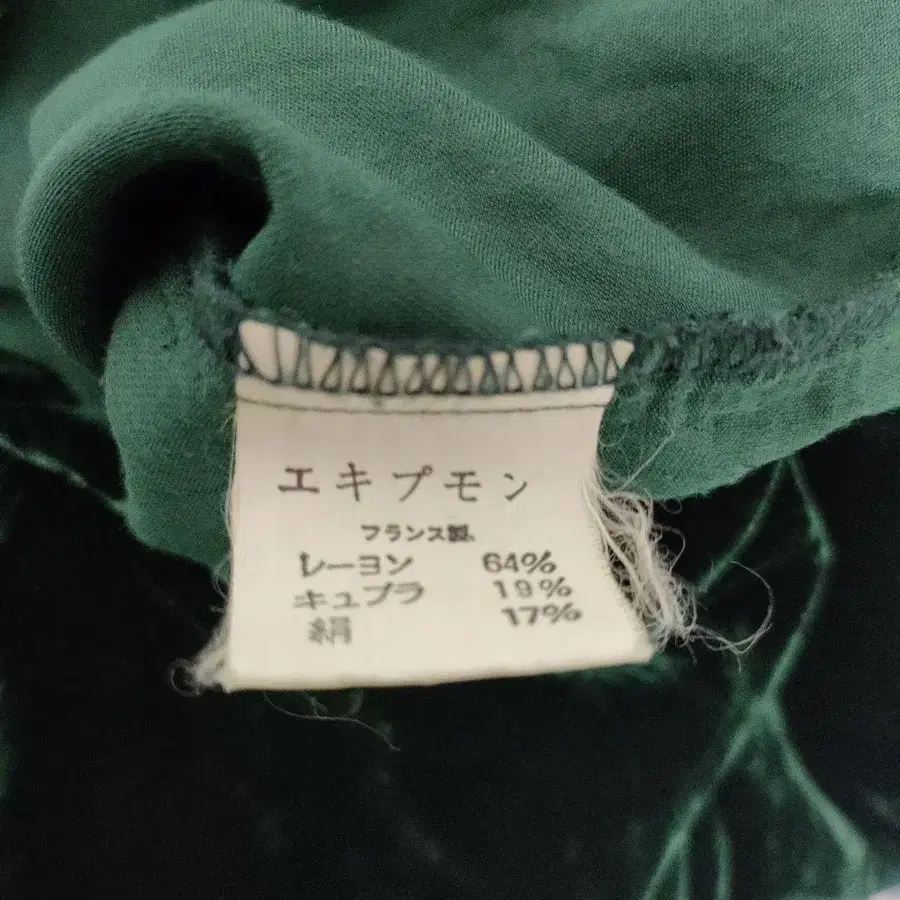 エキプモン
フランス製
レーヨン 64%
キュプラ 19%
絹 17%